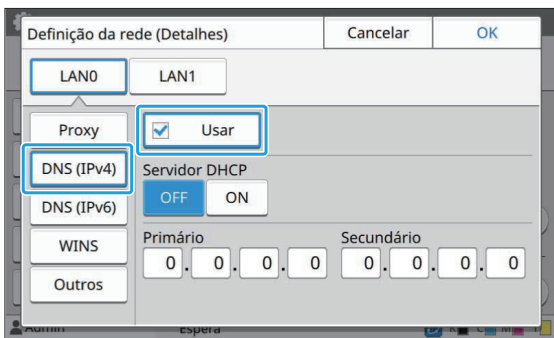 Definição da rede (Detalhes) Cancelar OK
LAN0 LAN1
Proxy Usar
DNS (IPv4) Servidor DHCP
OFF ON
DNS (IPv6)
Primário Secundário
WINS
0. 0. 0. 0 0. 0. 0. 0
Outros
Admin Espera